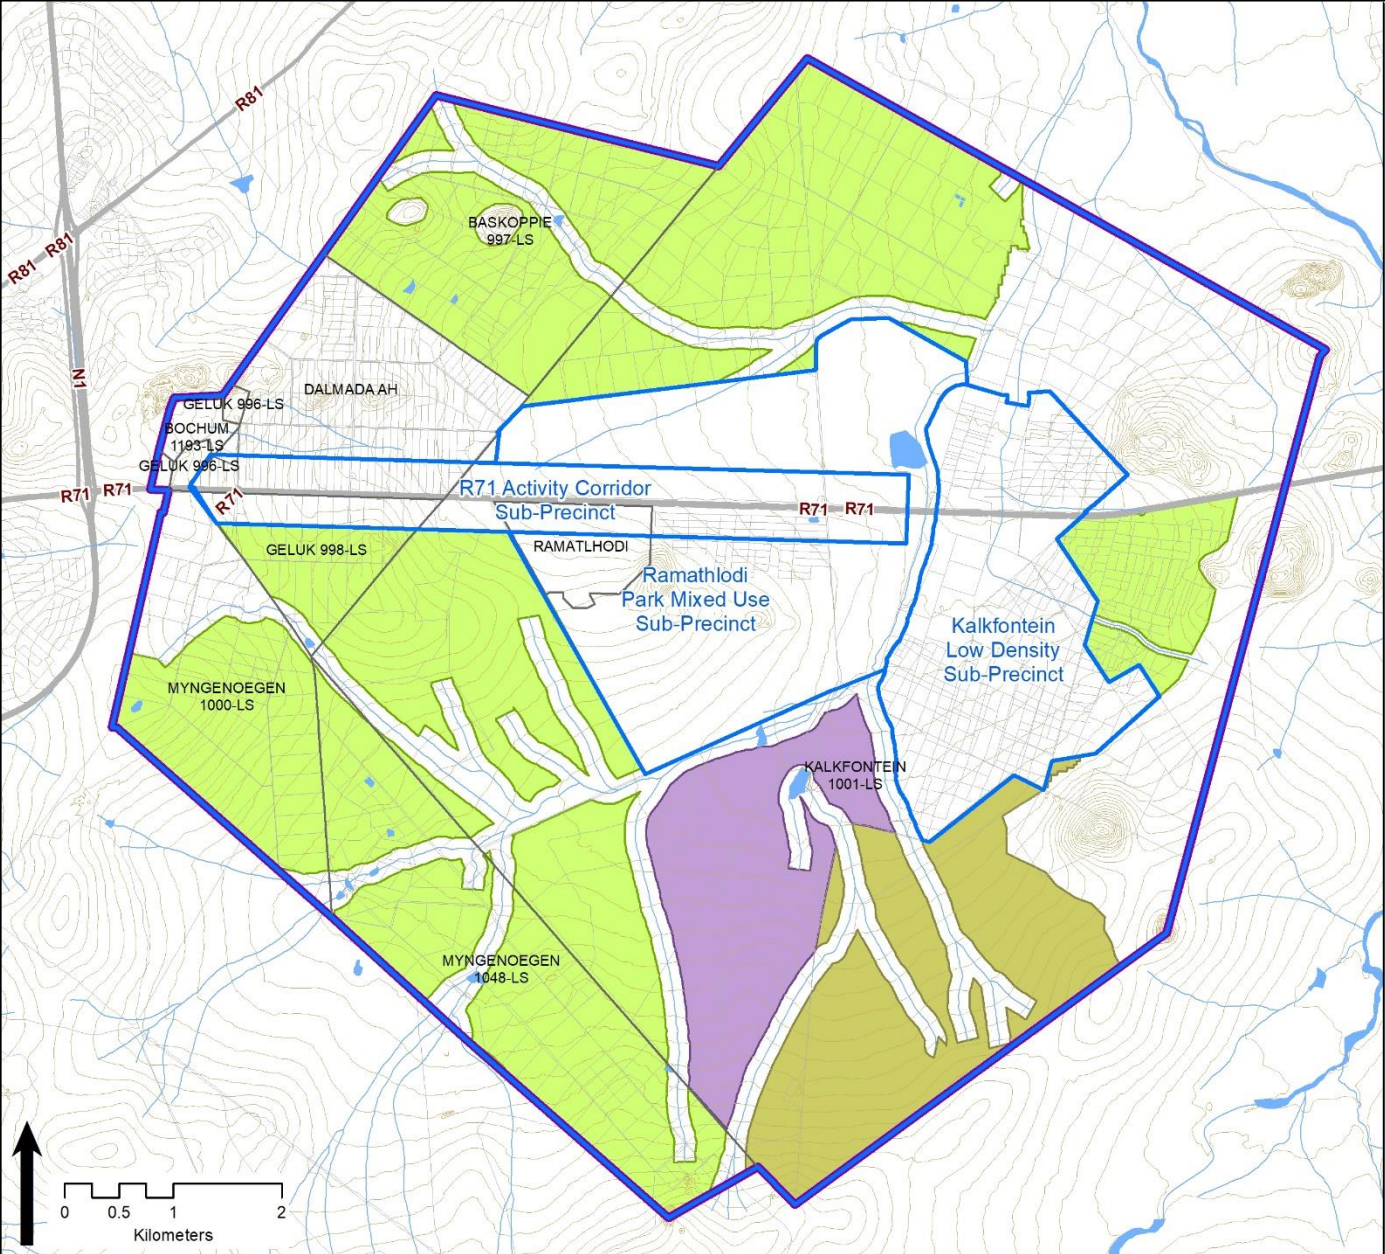 R81
R81
R81
N1
BASKOPPIE
997-LS
DALMADA AH
GELUK 996-LS
BOCHUM
1193-LS
GELUK 996-LS
R71
R71
R71
R71 Activity Corridor
Sub-Precinct
R71
R71
GELUK 998-LS
RAMATLHODI
Ramathlodi
Park Mixed Use
Sub-Precinct
Kalkfontein
Low Density
Sub-Precinct
MYNGENOEGEN
1000-LS
KALKFONTEIN
1001-LS
MYNGENOEGEN
1048-LS
0 0.5 1 2
Kilometers